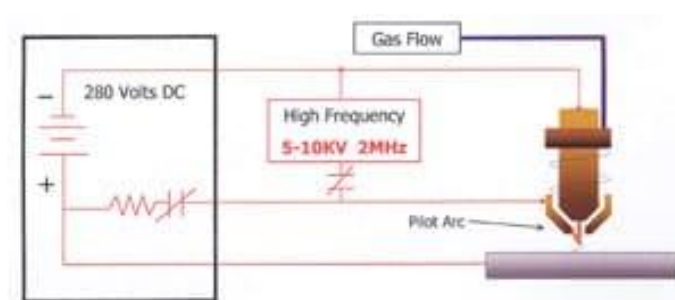 Gas Flow
−
280 Volts DC
High Frequency
5-10KV 2MHz
+
Pilot Arc